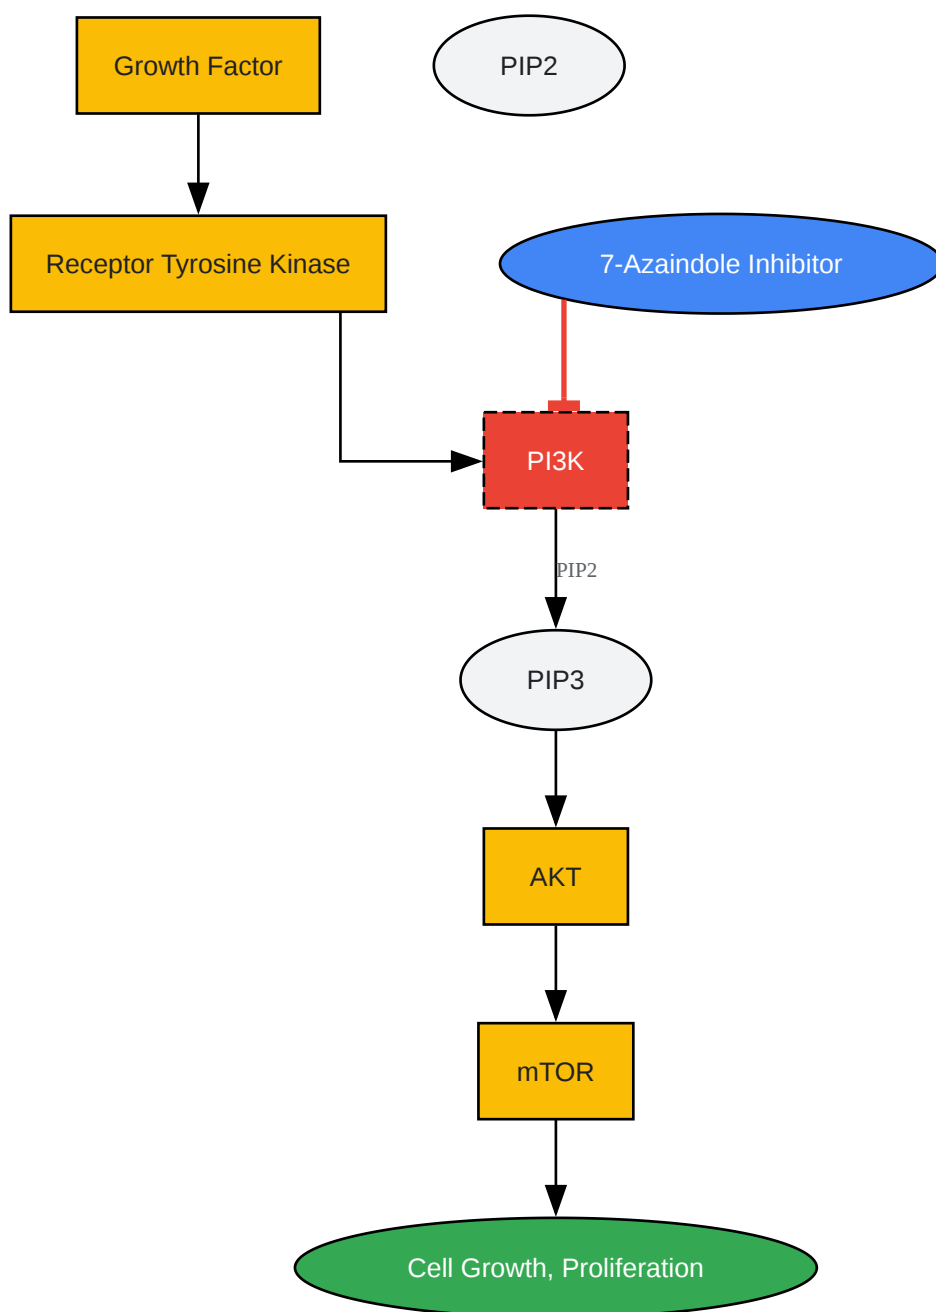 Growth Factor
PIP2
Receptor Tyrosine Kinase
7-Azaindole Inhibitor
PI3K
PIP2
PIP3
AKT
mTOR
Cell Growth, Proliferation